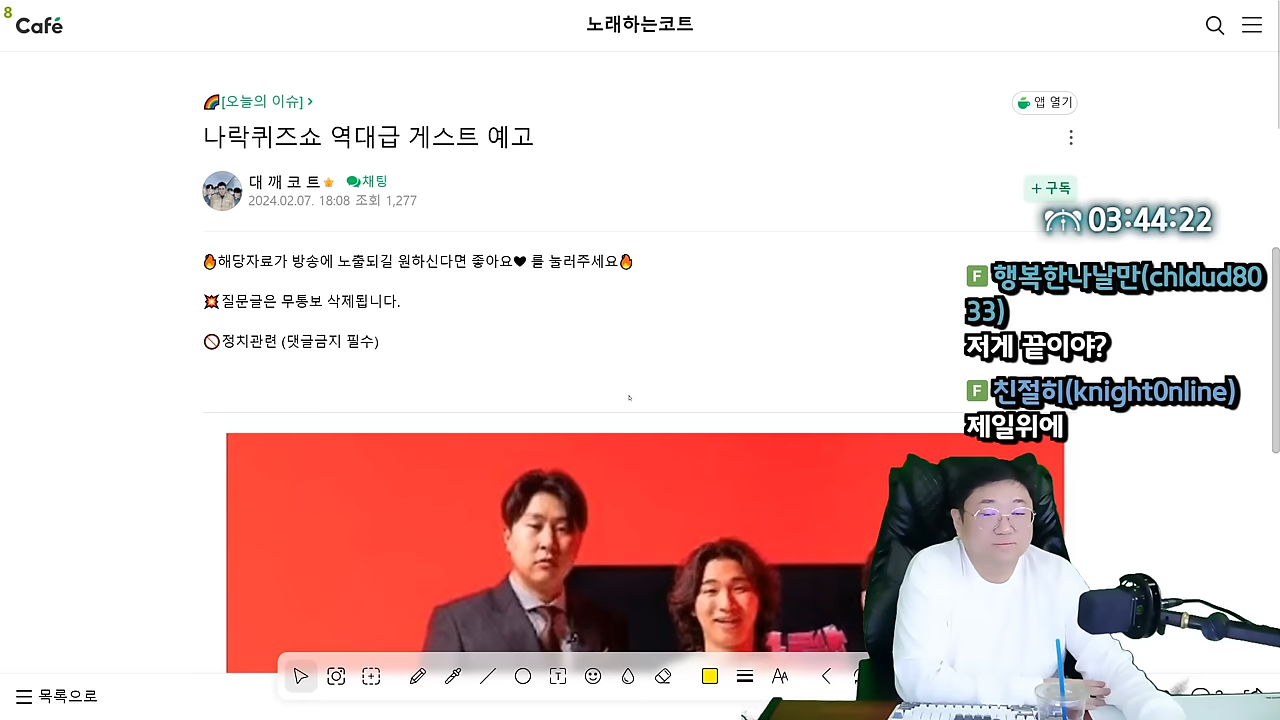 8
Café
노래하는코트
[오늘의 이슈] >
앱 열기
나락퀴즈쇼 역대급 게스트 예고
대 깨 코 트
채팅
2024.02.07. 18:08 조회 1,277
+ 구독
03:44:22
🔥해당자료가 방송에 노출되길 원하신다면 좋아요🖤 를 눌러주세요🔥
F 행복한나날만(chldud80
33)
저게 끝이야?
💥질문글은 무통보 삭제됩니다.
🚫정치관련 (댓글금지 필수)
F 친절히(knight0nline)
제일위에
목록으로